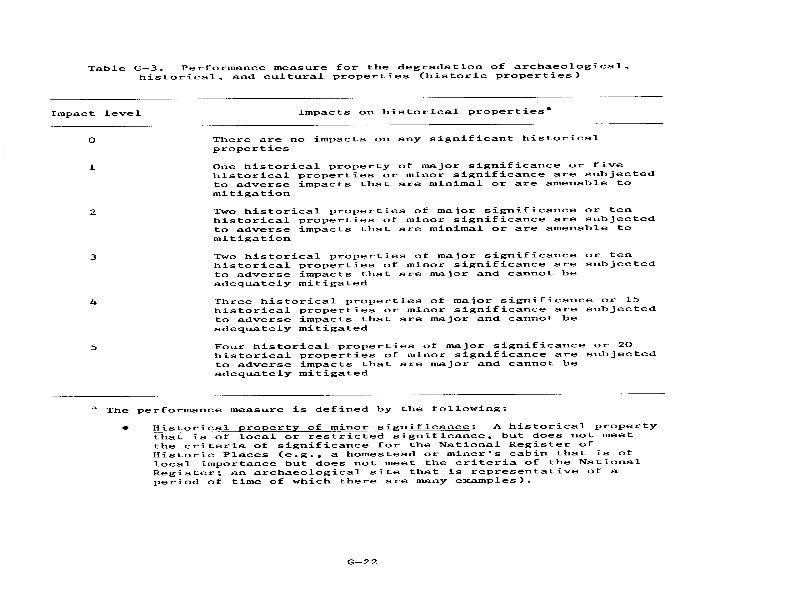 Table G-3. Performance measure for the degradation of archaeological,
historical, and cultural properties (historic properties)
Impact level Impacts on historical properties^a
0 There are no impacts on any significant historical
properties
1 One historical property of major significance or five
historical properties or minor significance are subjected
to adverse impacts that are minimal or are amenable to
mitigation
2 Two historical properties of major significance or ten
historical properties of minor significance are subjected
to adverse impacts that are minimal or are amenable to
mitigation
3 Two historical properties of major significance or ten
historical properties of minor significance are subjected
to adverse impacts that are major and cannot be
adequately mitigated
4 Three historical properties of major significance or 15
historical properties or minor significance are subjected
to adverse impacts that are major and cannot be
adequately mitigated
5 Four historical properties of major significance or 20
historical properties of minor significance are subjected
to adverse impacts that are major and cannot be
adequately mitigated
^a The performance measure is defined by the following:
• Historical property of minor significance: A historical property
that is of local or restricted significance, but does not meet
the criteria of significance for the National Register of
Historic Places (e.g., a homestead or miner's cabin that is of
local importance but does not meet the criteria of the National
Register; an archaeological site that is representative of a
period of time of which there are many examples).
G-22